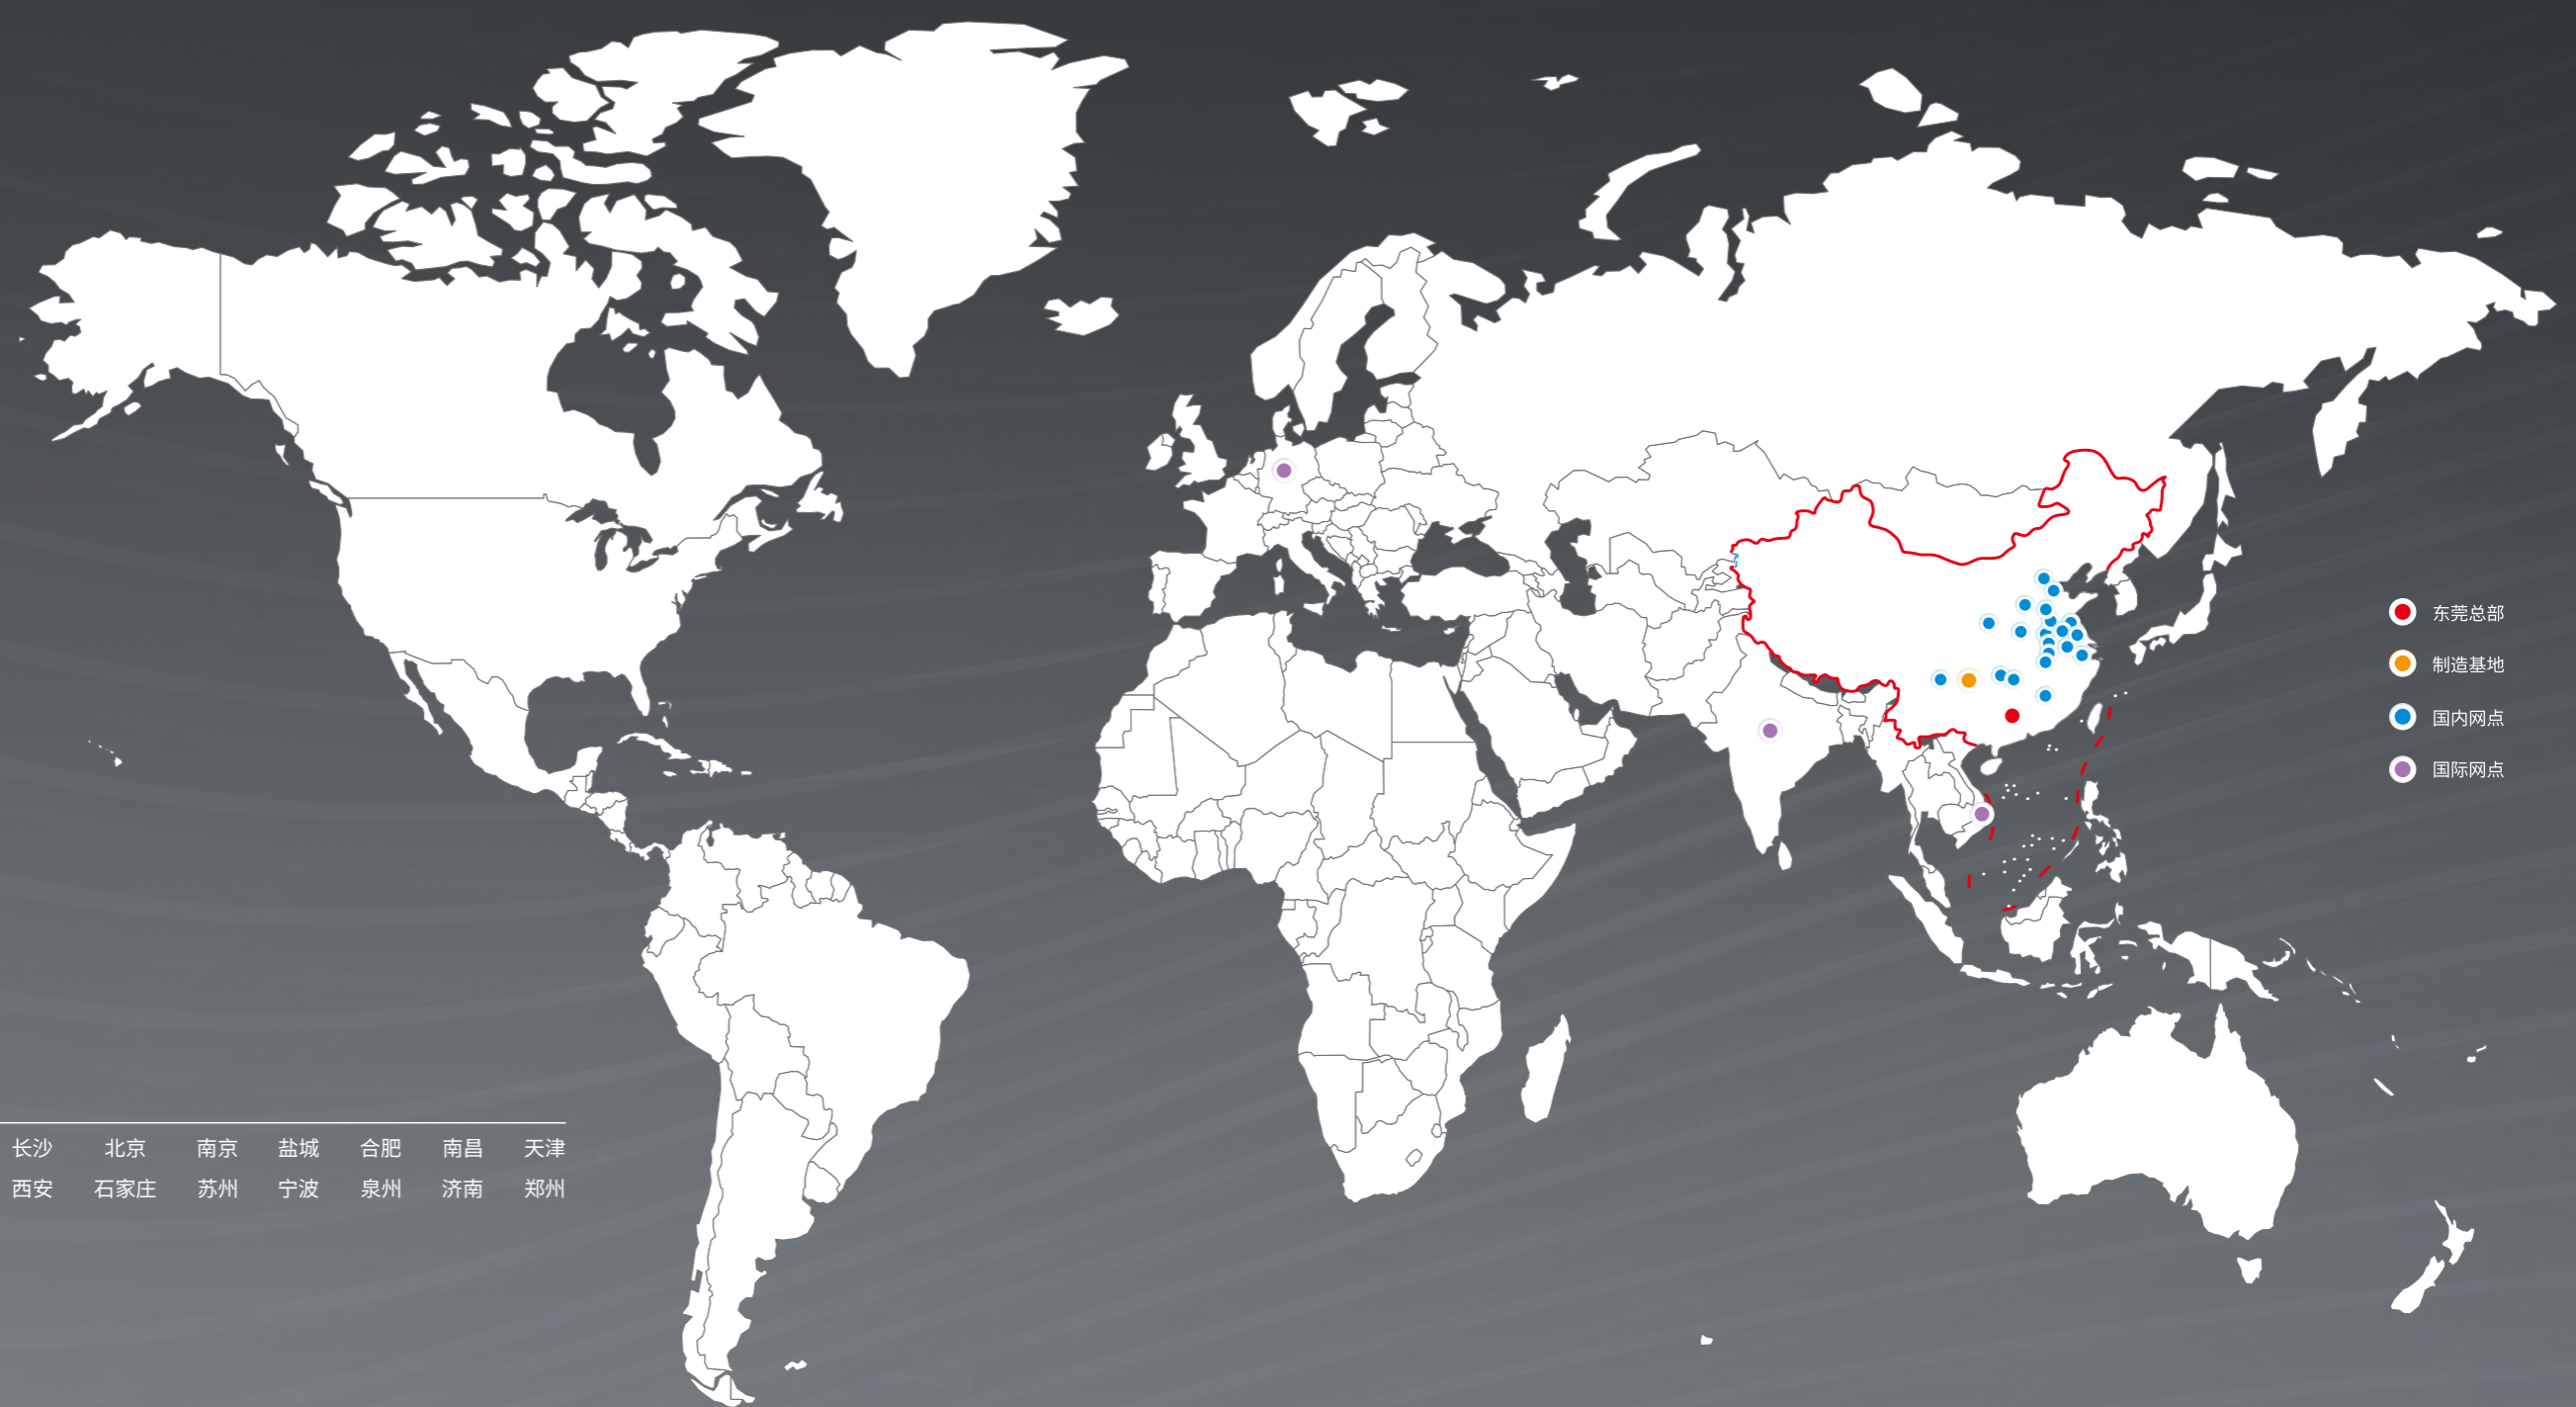 东莞总部
制造基地
国内网点
国际网点
长沙 北京 南京 盐城 合肥 南昌 天津
西安 石家庄 苏州 宁波 泉州 济南 郑州